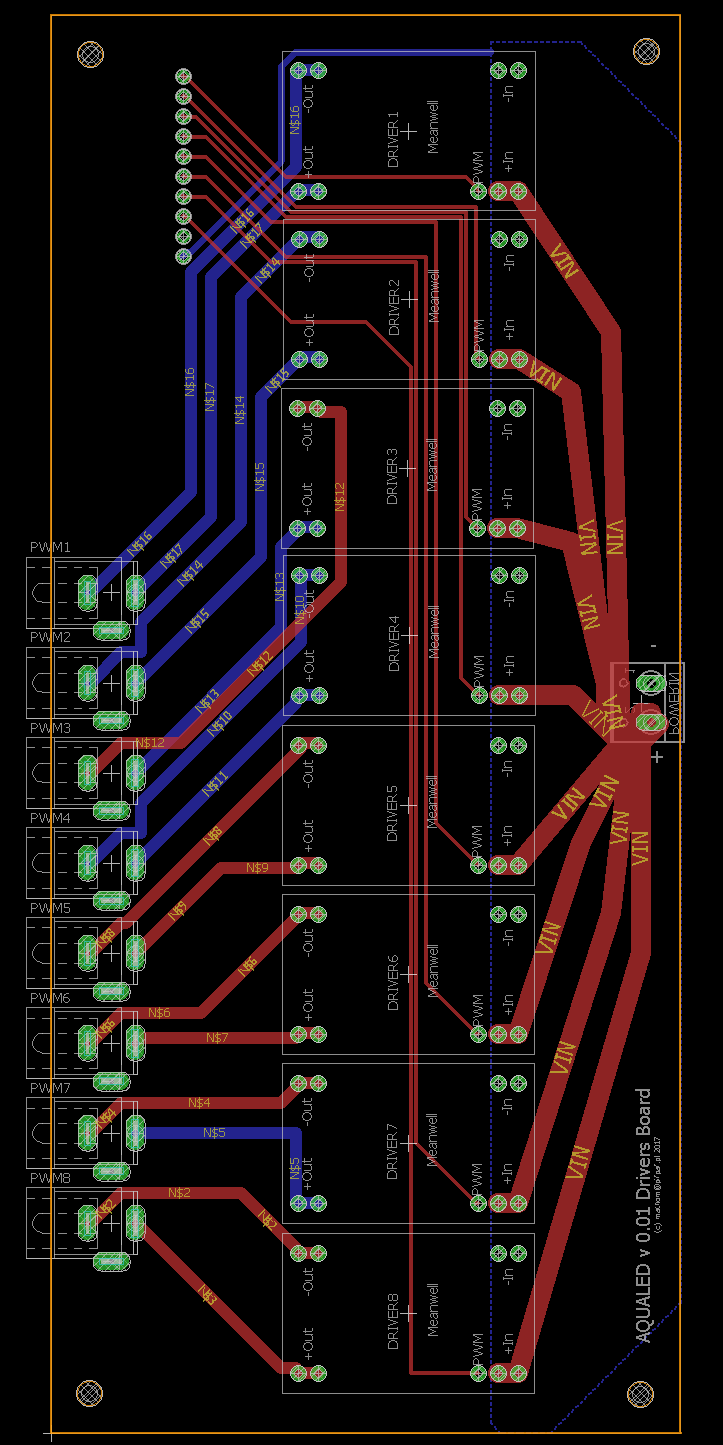 N$16
-Out
+Out
DRIVER1
Meanwell
PWM
-In
+In
N$16
N$17
N$14
VIN
-Out
+Out
DRIVER2
Meanwell
PWM
-In
+In
N$16
N$17
N$14
N$15
VIN
N$15
N$12
-Out
+Out
DRIVER3
Meanwell
PWM
-In
+In
VIN
VIN
PWM1
N$16
N$17
N$14
N$15
N$13
N$10
-Out
+Out
DRIVER4
Meanwell
PWM
-In
+In
VIN
PWM2
N$12
N$13
N$10
N$11
-
POWERIN
+
VIN
VIN
PWM3
N$12
-Out
+Out
DRIVER5
Meanwell
PWM
-In
+In
VIN
VIN
VIN
VIN
PWM4
N$8
N$9
N$9
PWM5
N$8
-Out
+Out
DRIVER6
Meanwell
PWM
-In
+In
VIN
N$6
PWM6
N$6
N$6
N$7
VIN
PWM7
N$4
N$4
N$5
N$5
-Out
+Out
DRIVER7
Meanwell
PWM
-In
+In
VIN
PWM8
N$2
N$2
N$2
N$3
-Out
+Out
DRIVER8
Meanwell
PWM
-In
+In
AQUALED v 0.01 Drivers Board